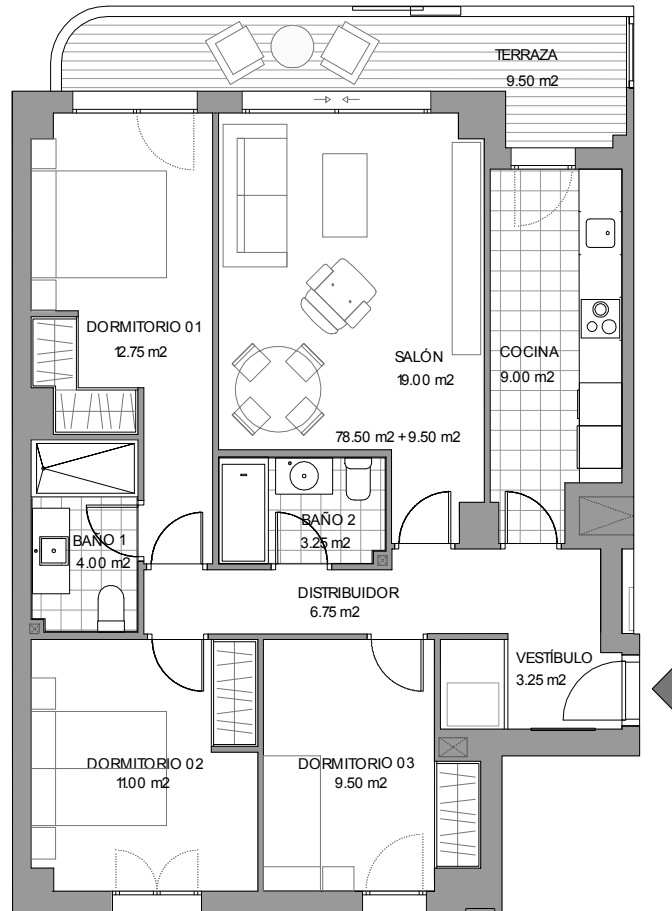 TERRAZA
9.50 m2
DORMITORIO 01
12.75 m2
SALÓN
19.00 m2
COCINA
9.00 m2
78.50 m2 + 9.50 m2
BAÑO 1
4.00 m2
BAÑO 2
3.25 m2
DISTRIBUIDOR
6.75 m2
VESTÍBULO
3.25 m2
DORMITORIO 02
11.00 m2
DORMITORIO 03
9.50 m2